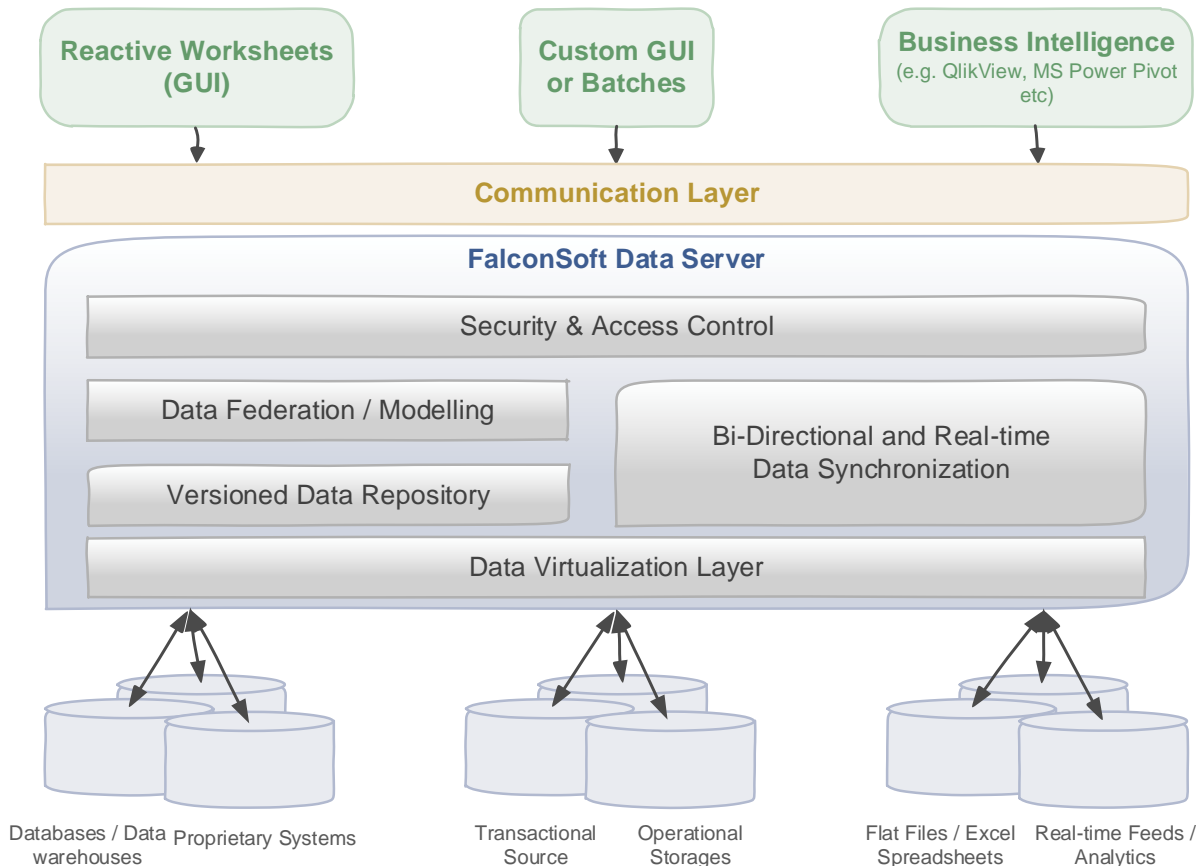 Reactive Worksheets
(GUI)
Custom GUI
or Batches
Business Intelligence
(e.g. QlikView, MS Power Pivot
etc)
Communication Layer
FalconSoft Data Server
Security & Access Control
Data Federation / Modelling
Bi-Directional and Real-time
Data Synchronization
Versioned Data Repository
Data Virtualization Layer
Databases / Data
warehouses
Proprietary Systems
Transactional
Source
Operational
Storages
Flat Files / Excel
Spreadsheets
Real-time Feeds /
Analytics